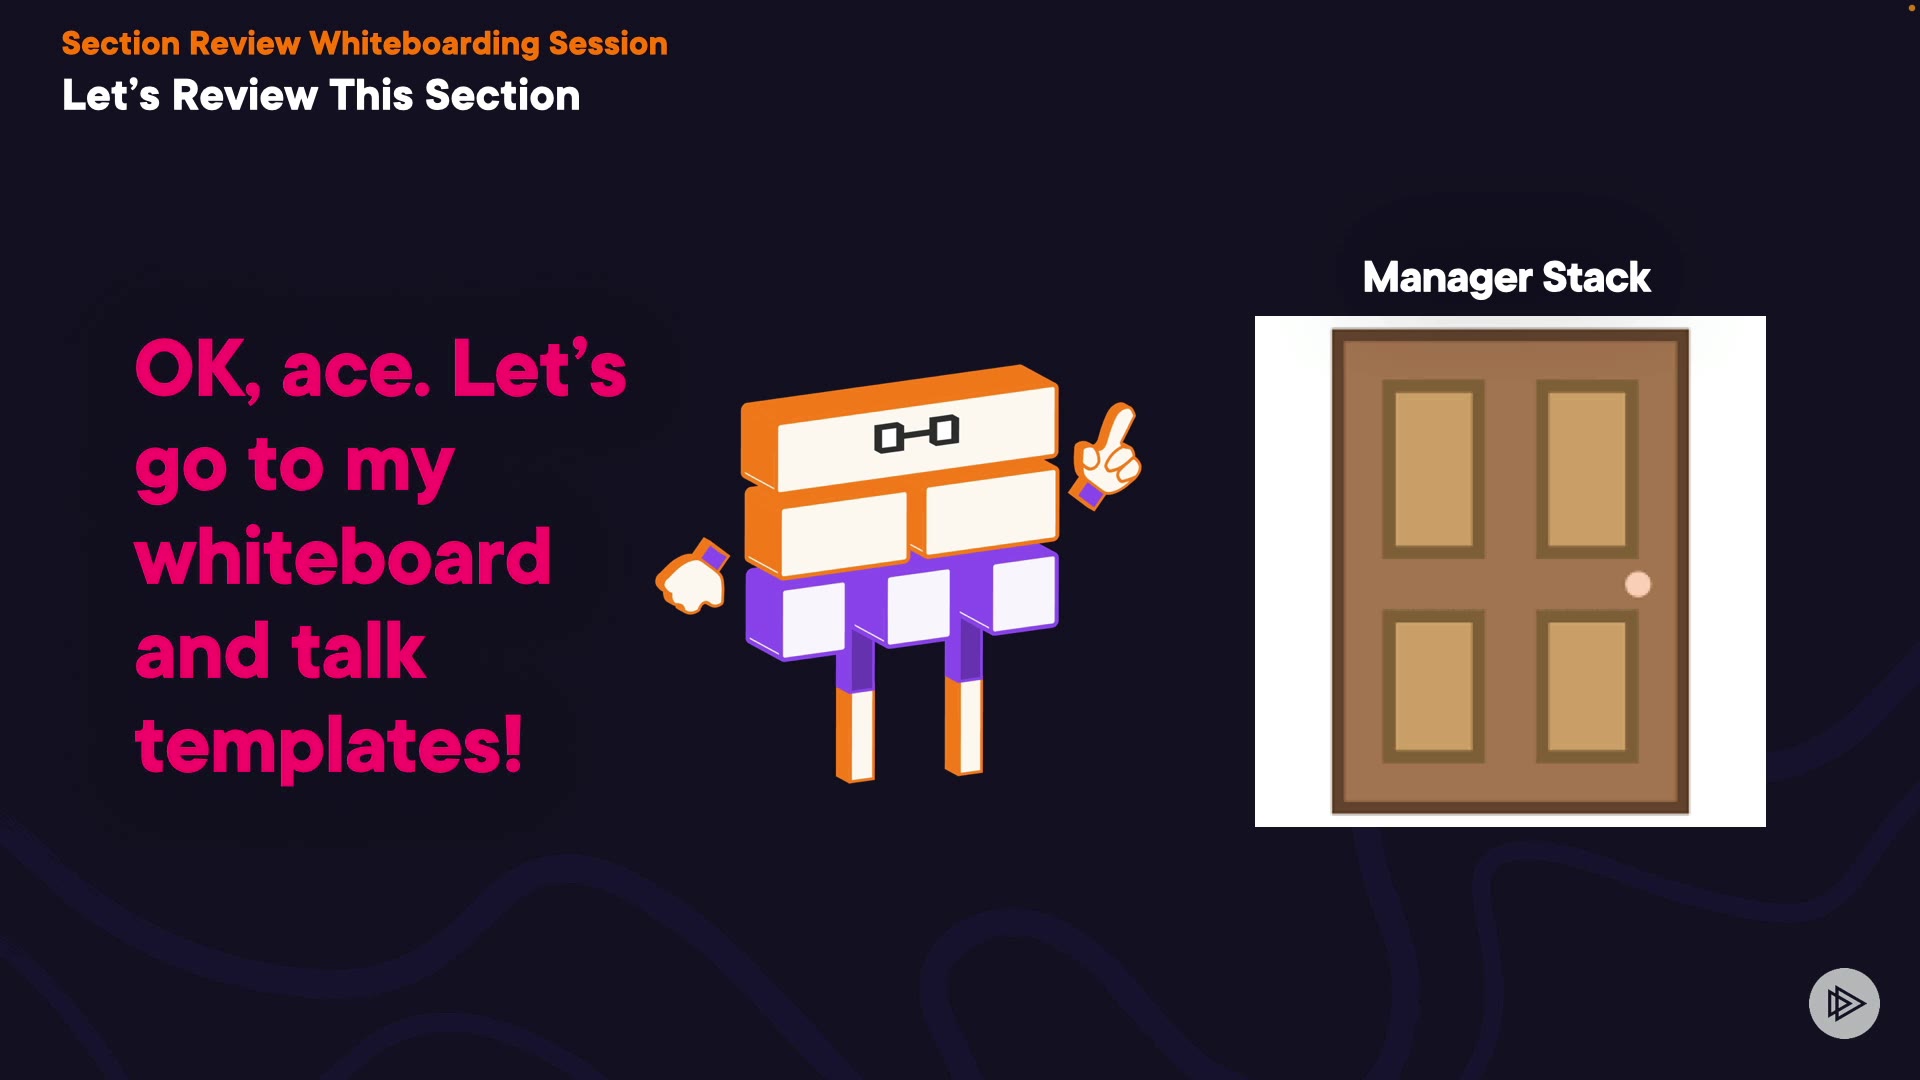 Section Review Whiteboarding Session
Let’s Review This Section
OK, ace. Let’s
go to my
whiteboard
and talk
templates!
Manager Stack